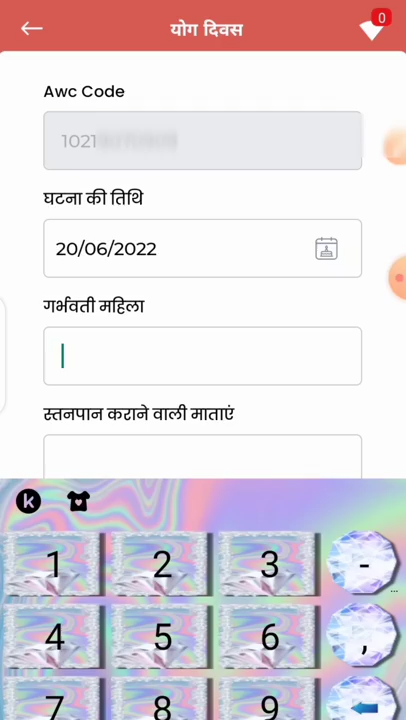 योग दिवस
0
Awc Code
1021
घटना की तिथि
20/06/2022
गर्भवती महिला
स्तनपान कराने वाली माताएं
k
1 2 3 -
...
4 5 6 ,
7 8 9